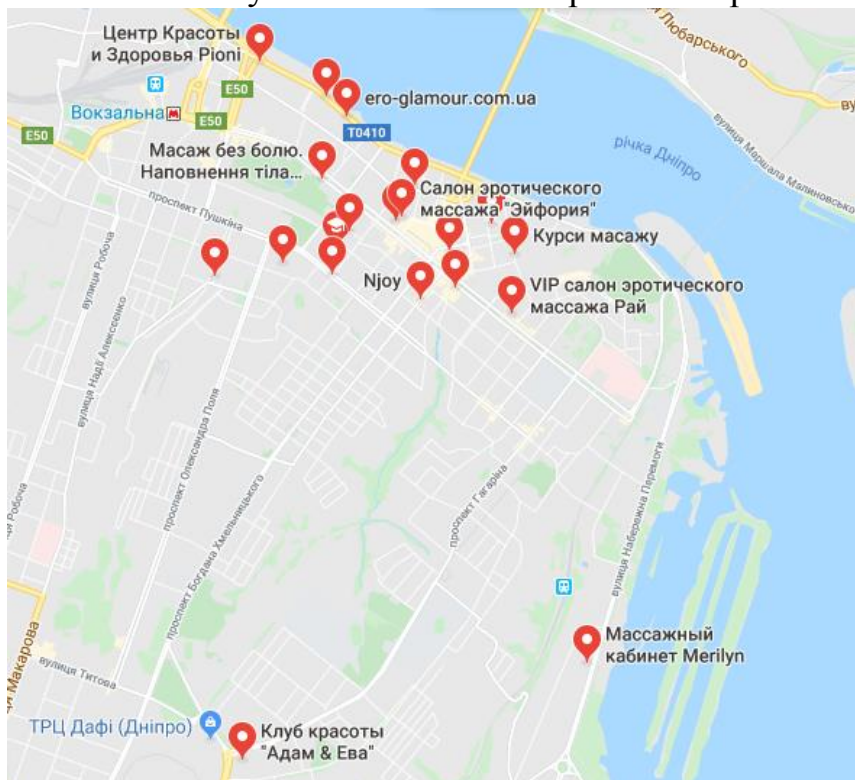 Любарського
Центр Красоты
и Здоровья Pioni
E50
ero-glamour.com.ua
Вокзальна
E50
E50
T0410
вулиця Маршала Малиновсько
Масаж без болю.
Наповнення тіла...
річка Дніпро
Салон эротического
массажа "Эйфория"
проспект Пушкіна
Курси масажу
вулиця Робоча
Njoy
VIP салон эротического
массажа Рай
вулиця Надії Алексєєнко
проспект Олександра Поля
вулиця Набережна Перемоги
проспект Гагаріна
Робоча
проспект Богдана Хмельницького
Массажный
кабинет Merilyn
Макарова
вулиця Титова
ТРЦ Дафі (Дніпро)
Клуб красоты
"Адам & Ева"